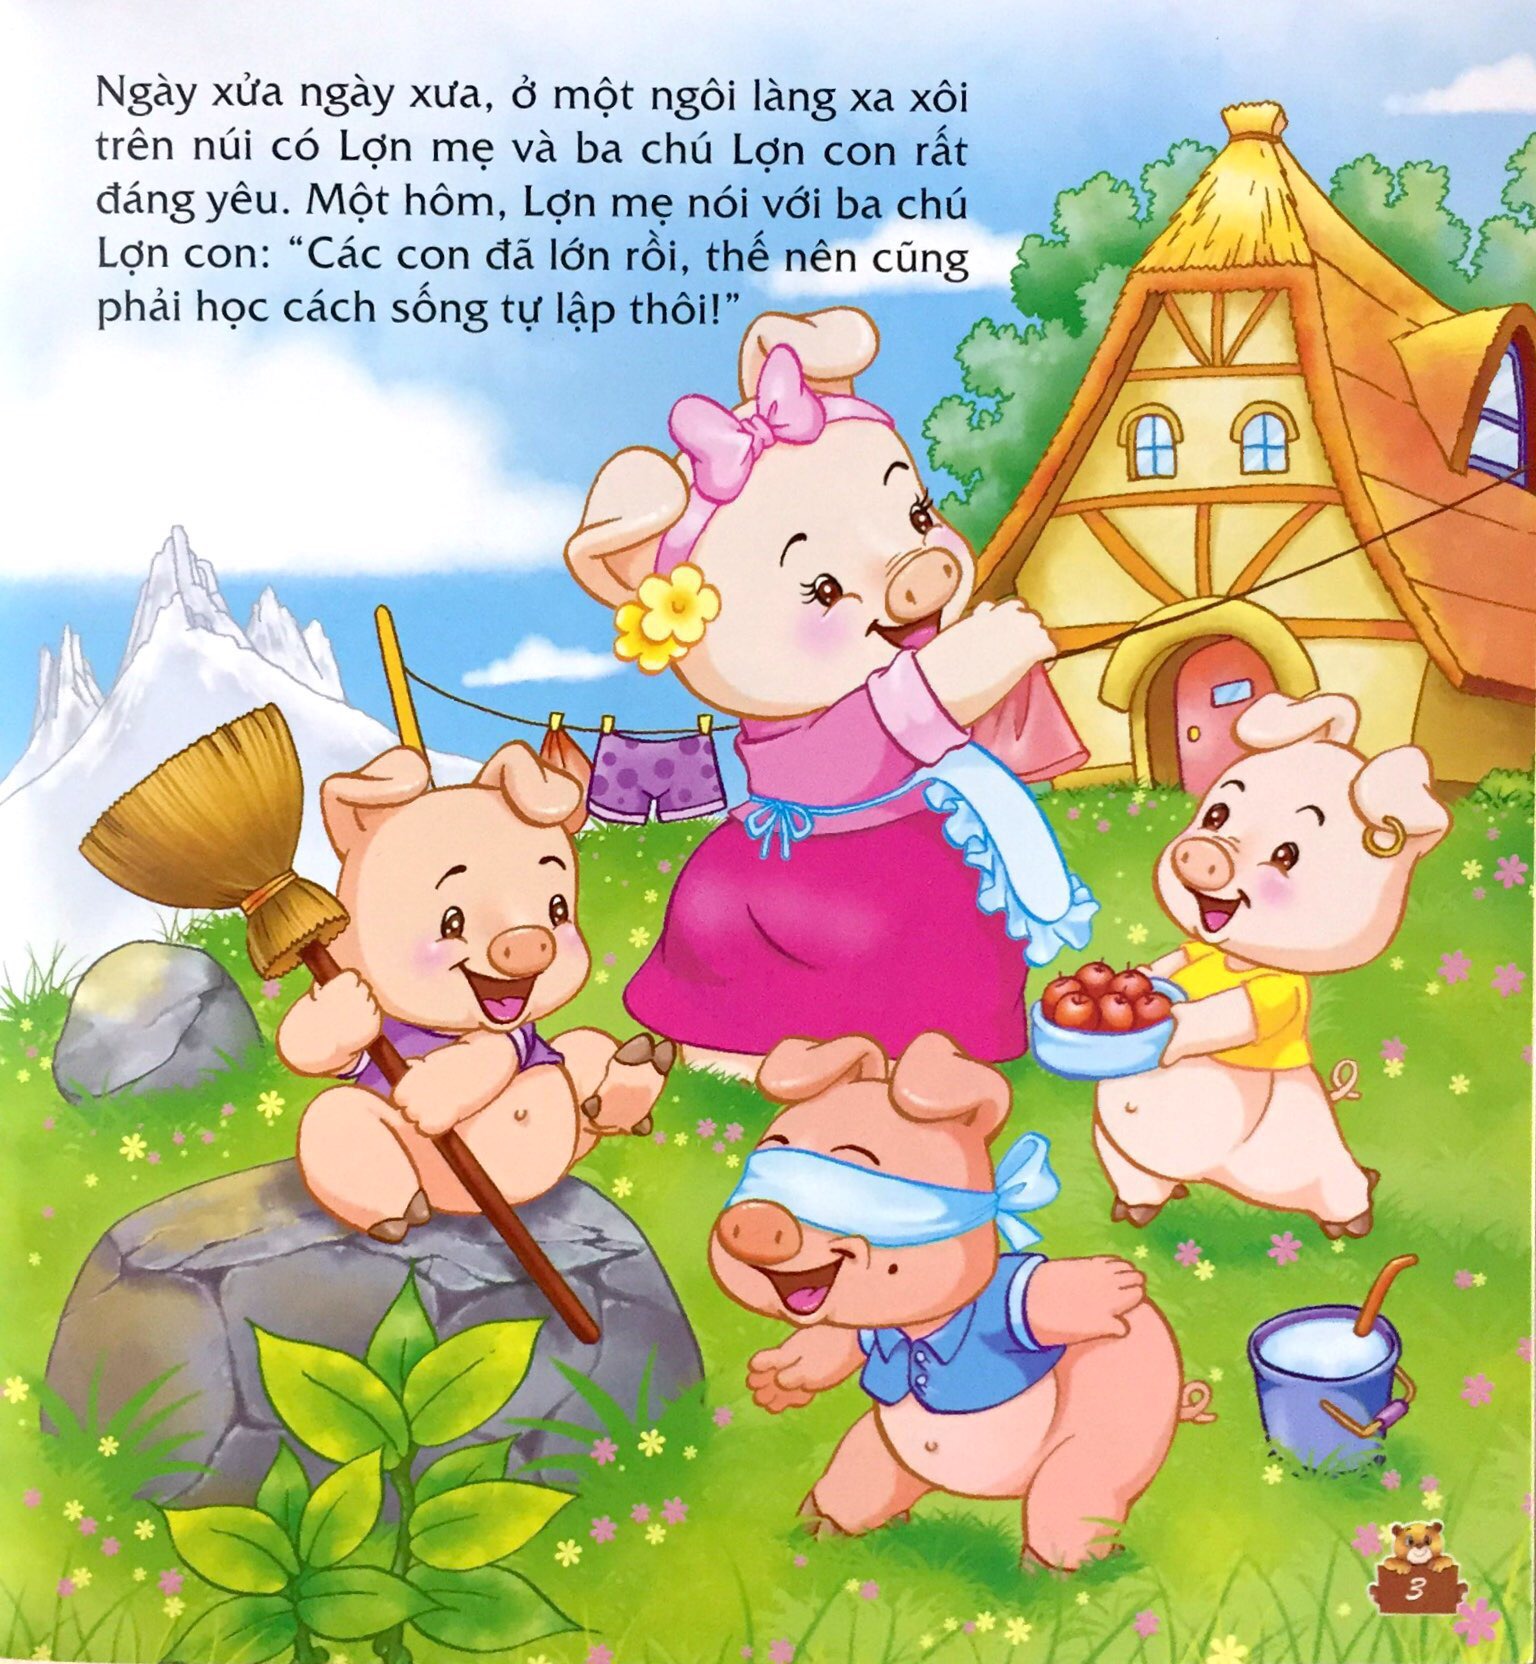 Ngày xửa ngày xưa, ở một ngôi làng xa xôi
trên núi có Lợn mẹ và ba chú Lợn con rất
đáng yêu. Một hôm, Lợn mẹ nói với ba chú
Lợn con: “Các con đã lớn rồi, thế nên cũng
phải học cách sống tự lập thôi!”
3